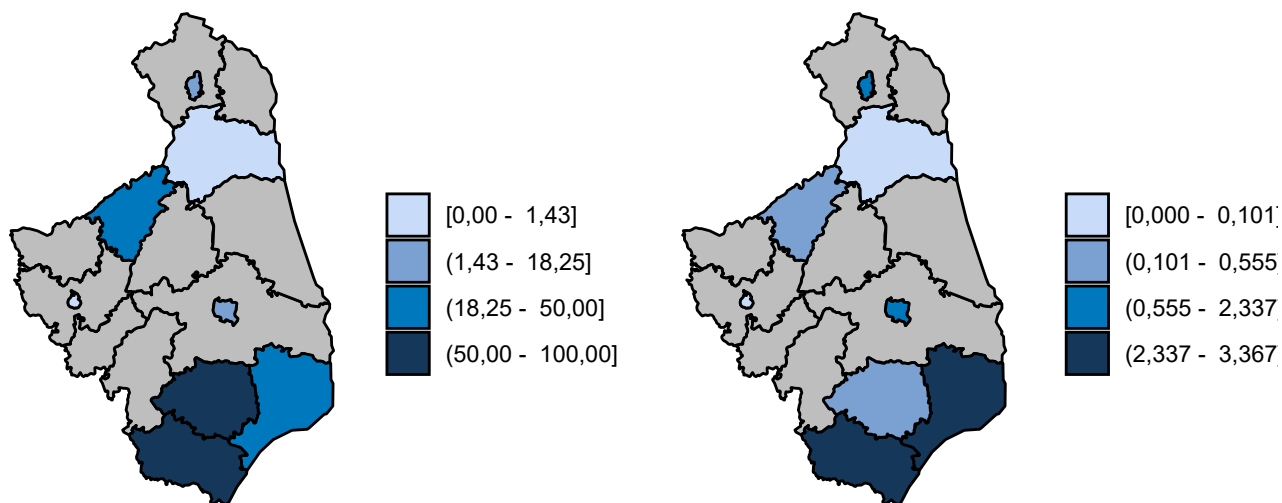 [0,00 - 1,43]
(1,43 - 18,25]
(18,25 - 50,00]
(50,00 - 100,00]
[0,000 - 0,101]
(0,101 - 0,555]
(0,555 - 2,337]
(2,337 - 3,367]